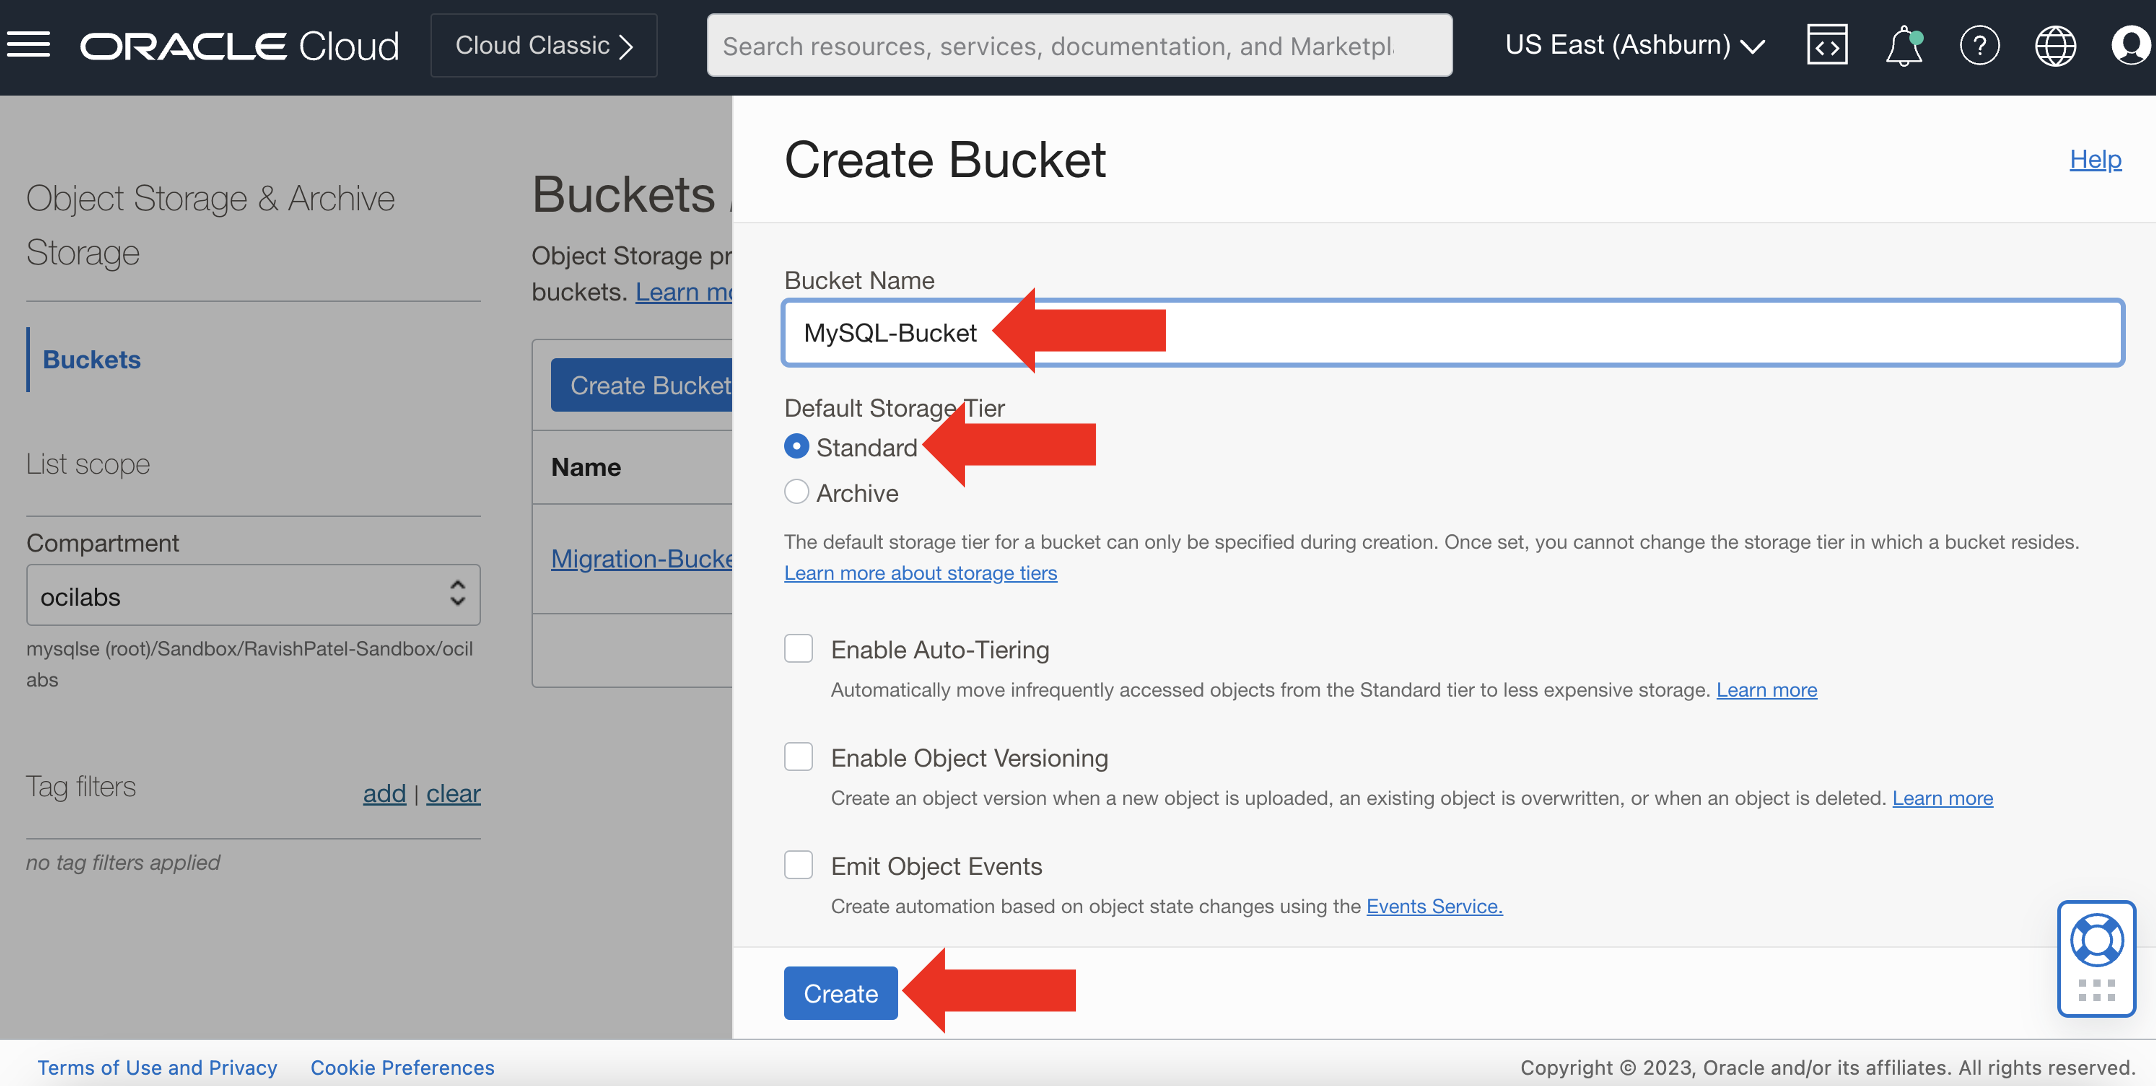 ORACLE Cloud
Cloud Classic
Search resources, services, documentation, and Marketpl
US East (Ashburn)
Object Storage & Archive
Storage
Buckets
List scope
Compartment
ocilabs
mysqlse (root)/Sandbox/RavishPatel-Sandbox/ocil
abs
Tag filters
add | clear
no tag filters applied
Buckets
Object Storage pr
buckets. Learn mo
Create Bucket
Name
Migration-Bucke
Create Bucket
Help
Bucket Name
MySQL-Bucket
Default Storage Tier
Standard
Archive
The default storage tier for a bucket can only be specified during creation. Once set, you cannot change the storage tier in which a bucket resides.
Learn more about storage tiers
Enable Auto-Tiering
Automatically move infrequently accessed objects from the Standard tier to less expensive storage. Learn more
Enable Object Versioning
Create an object version when a new object is uploaded, an existing object is overwritten, or when an object is deleted. Learn more
Emit Object Events
Create automation based on object state changes using the Events Service.
Create
Terms of Use and Privacy
Cookie Preferences
Copyright © 2023, Oracle and/or its affiliates. All rights reserved.